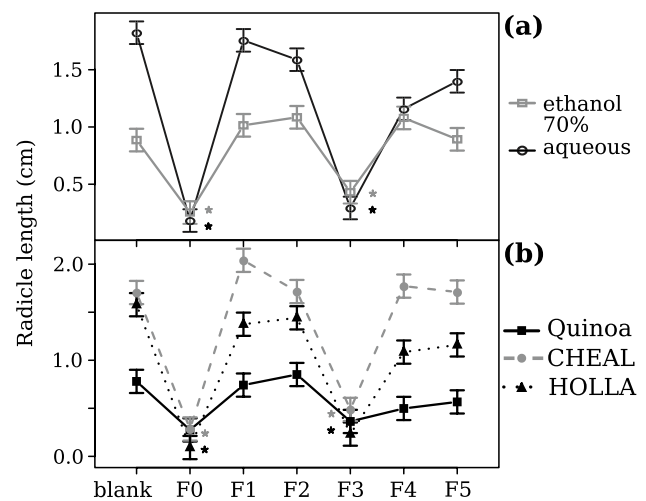 (a)
1.5
1.0
0.5
ethanol
70%
aqueous
Radicle length (cm)
(b)
2.0
1.0
0.0
Quinoa
CHEAL
HOLLA
blank F0 F1 F2 F3 F4 F5